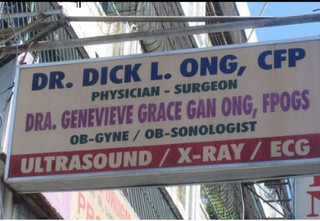 DR. DICK L. ONG, CFP
PHYSICIAN - SURGEON
DRA. GENEVIEVE GRACE GAN ONG, FPOGS
OB-GYNE / OB-SONOLOGIST
ULTRASOUND / X-RAY / ECG